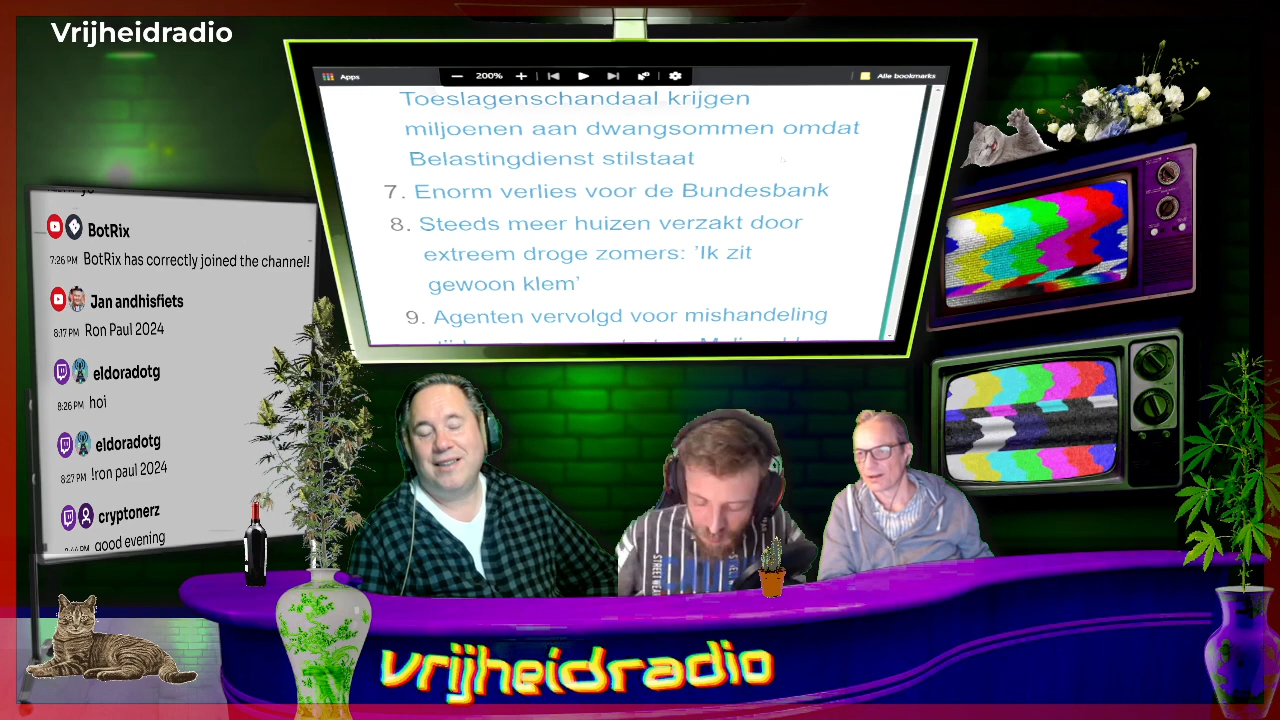 Vrijheidradio
Apps
200%
Alle bookmarks
Toeslagenschandaal krijgen
miljoenen aan dwangsommen omdat
Belastingdienst stilstaat
7. Enorm verlies voor de Bundesbank
8. Steeds meer huizen verzakt door
extreem droge zomers: 'Ik zit
gewoon klem'
9. Agenten vervolgd voor mishandeling
BotRix
7:26 PM BotRix has correctly joined the channel!
Jan andhisfiets
8:17 PM Ron Paul 2024
eldoradotg
8:26 PM hoi
eldoradotg
8:27 PM !ron paul 2024
cryptonerz
good evening
vrijheidradio